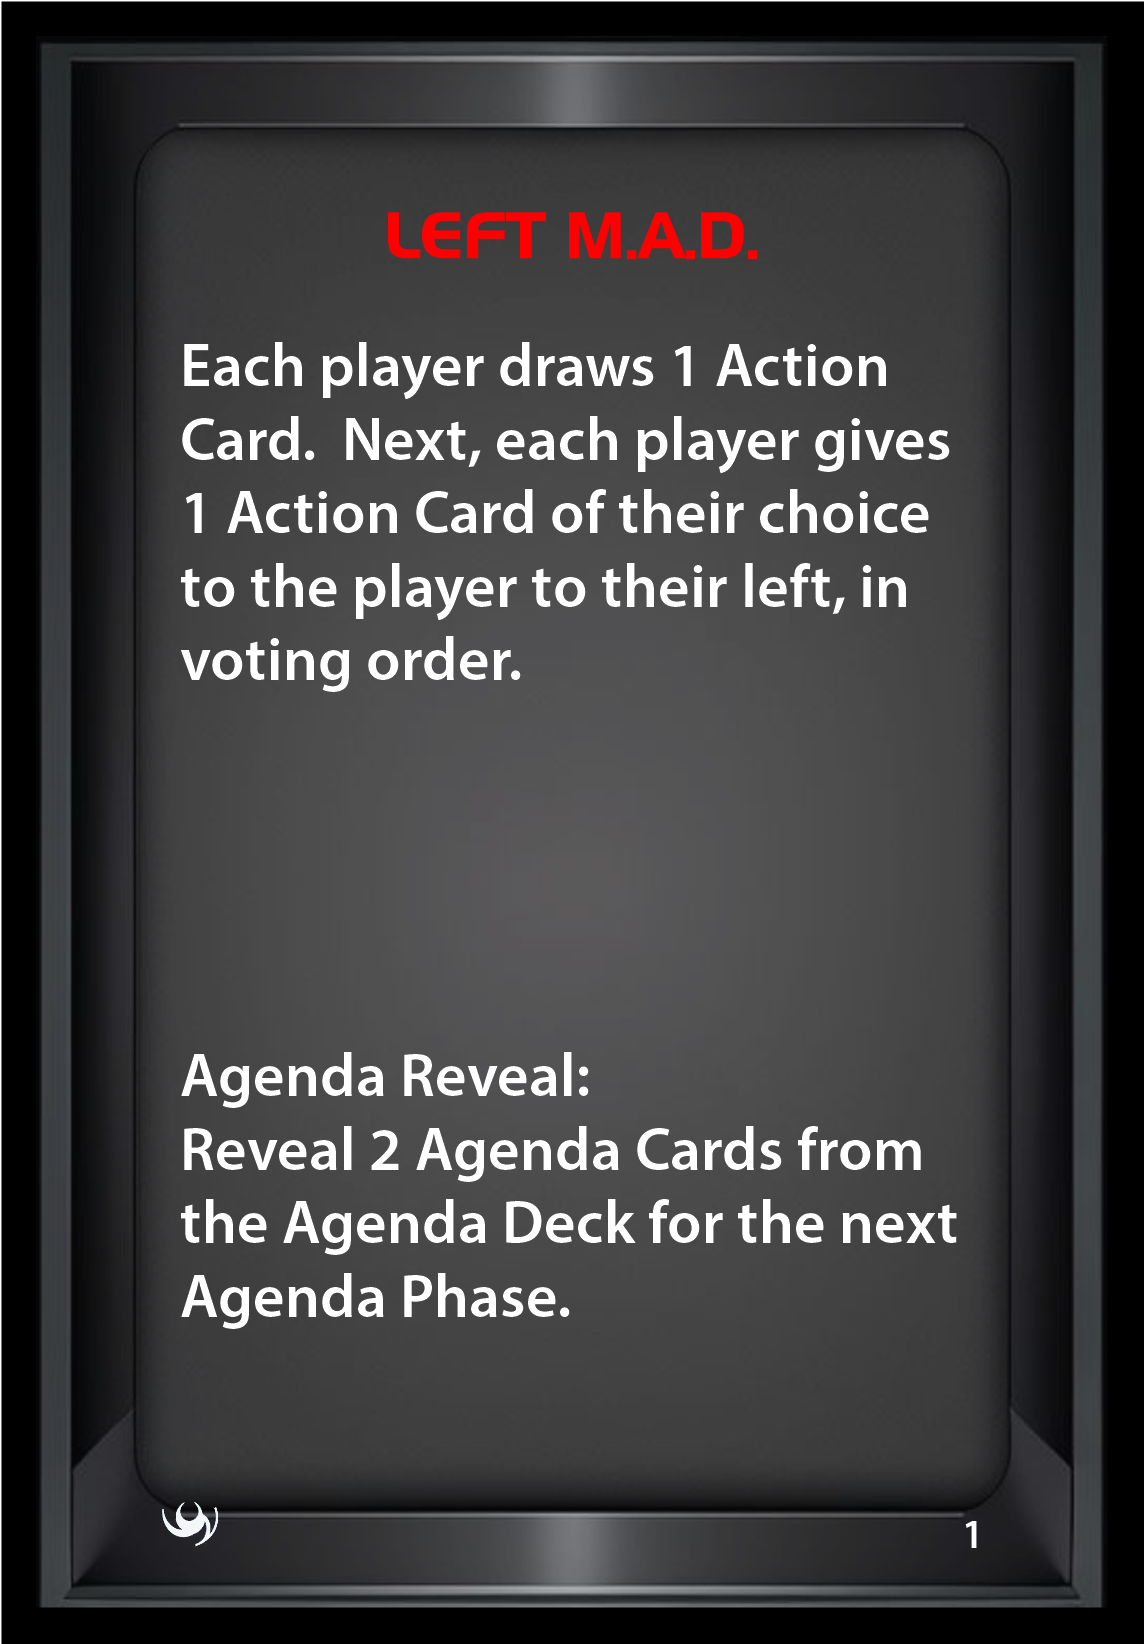 LEFT M.A.D.
Each player draws 1 Action
Card.  Next, each player gives
1 Action Card of their choice
to the player to their left, in
voting order.
Agenda Reveal:
Reveal 2 Agenda Cards from
the Agenda Deck for the next
Agenda Phase.
1